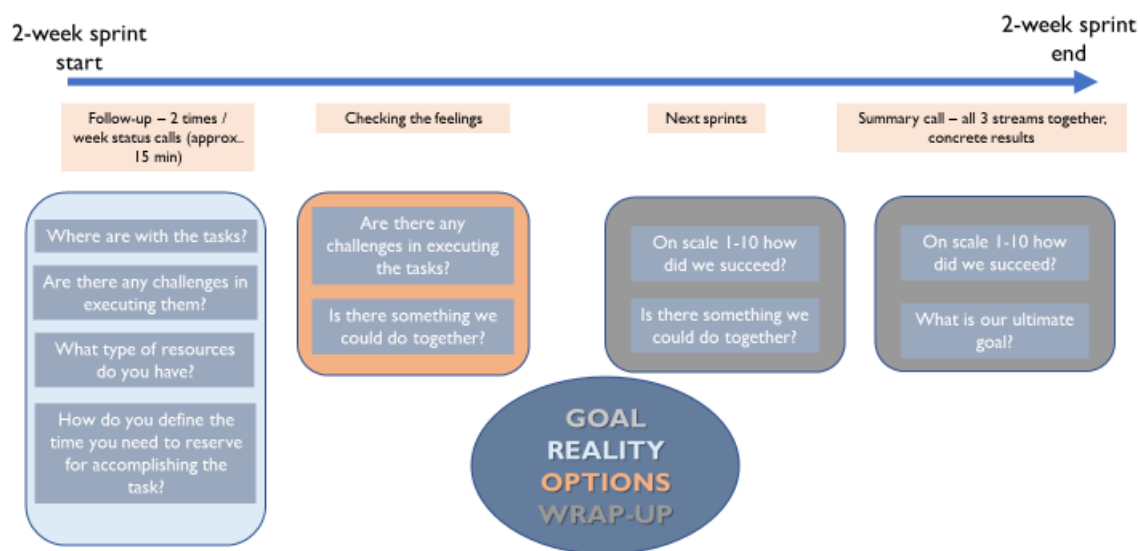 2-week sprint
start
2-week sprint
end
Follow-up – 2 times /
week status calls (approx..
15 min)
Checking the feelings
Next sprints
Summary call – all 3 streams together,
concrete results
Where are with the tasks?
Are there any challenges in
executing them?
What type of resources
do you have?
How do you define the
time you need to reserve
for accomplishing the
task?
Are there any
challenges in executing
the tasks?
Is there something we
could do together?
On scale 1-10 how
did we succeed?
Is there something we
could do together?
On scale 1-10 how
did we succeed?
What is our ultimate
goal?
GOAL
REALITY
OPTIONS
WRAP-UP